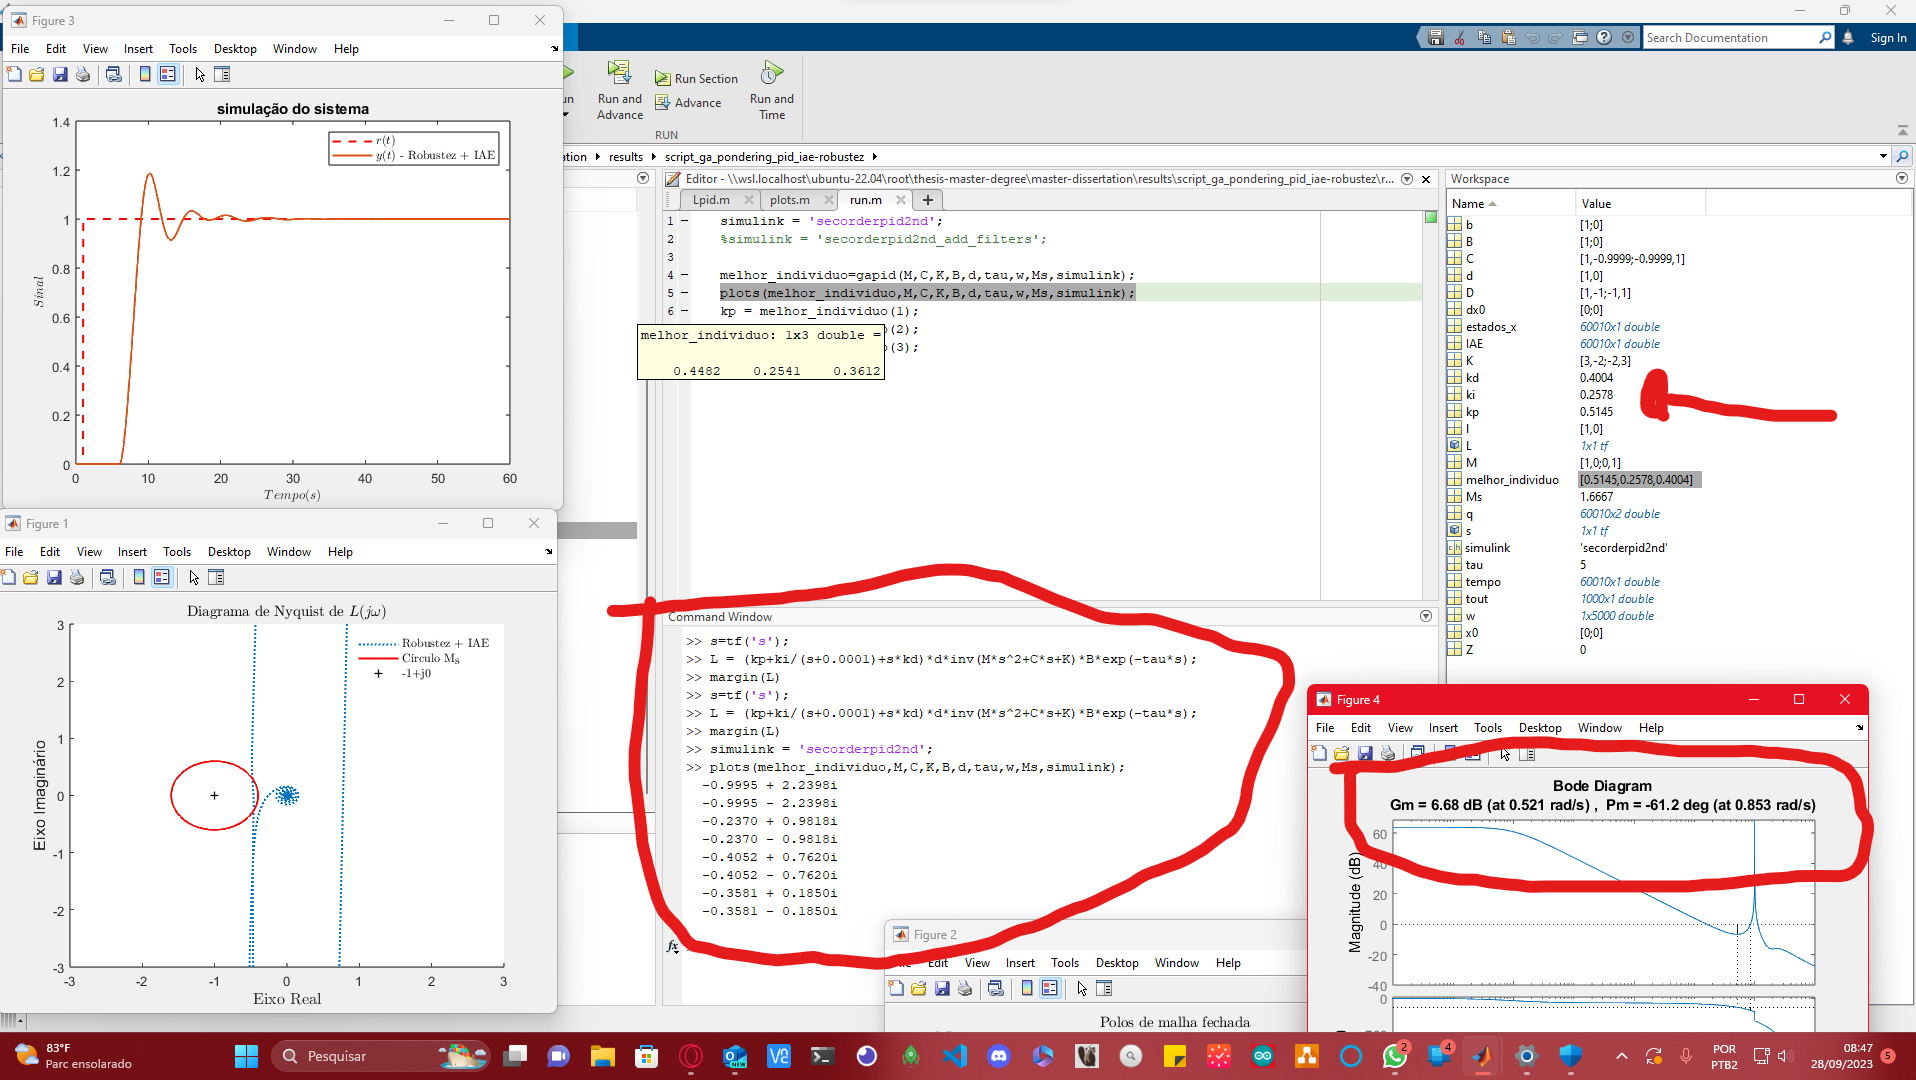 Figure 3
File Edit View Insert Tools Desktop Window Help
simulação do sistema
r(t)
y(t) - Robustez + IAE
1.4
1.2
1
0.8
0.6
0.4
0.2
0
Sinal
0 10 20 30 40 50 60
Tempo(s)
Figure 1
File Edit View Insert Tools Desktop Window Help
Diagrama de Nyquist de L(jω)
Robustez + IAE
Circulo Ms
-1+j0
3
2
1
0
-1
-2
-3
Eixo Imaginário
-3 -2 -1 0 1 2 3
Eixo Real
Search Documentation
Sign In
Run and Advance
Run Section
Advance
Run and Time
RUN
results script_ga_pondering_pid_iae-robustez
Editor - \\wsl.localhost\ubuntu-22.04\root\thesis-master-degree\master-dissertation\results\script_ga_pondering_pid_iae-robustez\r...
Lpid.m plots.m run.m
1 simulink = 'secorderpid2nd';
2 %simulink = 'secorderpid2nd_add_filters';
3
4 melhor_individuo=gapid(M,C,K,B,d,tau,w,Ms,simulink);
5 plots(melhor_individuo,M,C,K,B,d,tau,w,Ms,simulink);
6 kp = melhor_individuo(1);
(2);
(3);
melhor_individuo: 1x3 double =
0.4482 0.2541 0.3612
Command Window
>> s=tf('s');
>> L = (kp+ki/(s+0.0001)+s*kd)*d*inv(M*s^2+C*s+K)*B*exp(-tau*s);
>> margin(L)
>> s=tf('s');
>> L = (kp+ki/(s+0.0001)+s*kd)*d*inv(M*s^2+C*s+K)*B*exp(-tau*s);
>> margin(L)
>> simulink = 'secorderpid2nd';
>> plots(melhor_individuo,M,C,K,B,d,tau,w,Ms,simulink);
-0.9995 + 2.2398i
-0.9995 - 2.2398i
-0.2370 + 0.9818i
-0.2370 - 0.9818i
-0.4052 + 0.7620i
-0.4052 - 0.7620i
-0.3581 + 0.1850i
-0.3581 - 0.1850i
fx
Figure 2
Edit View Insert Tools Desktop Window Help
Polos de malha fechada
Workspace
Name Value
b [1;0]
B [1;0]
C [1,-0.9999;-0.9999,1]
d [1,0]
D [1,-1;-1,1]
dx0 [0;0]
estados_x 60010x1 double
IAE 60010x1 double
K [3,-2;-2,3]
kd 0.4004
ki 0.2578
kp 0.5145
l [1,0]
L 1x1 tf
M [1,0;0,1]
melhor_individuo [0.5145,0.2578,0.4004]
Ms 1.6667
q 60010x2 double
s 1x1 tf
simulink 'secorderpid2nd'
tau 5
tempo 60010x1 double
tout 1000x1 double
w 1x5000 double
x0 [0;0]
Z 0
Figure 4
File Edit View Insert Tools Desktop Window Help
Bode Diagram
Gm = 6.68 dB (at 0.521 rad/s) , Pm = -61.2 deg (at 0.853 rad/s)
60
40
20
0
-20
-40
0
Magnitude (dB)
83°F
Parc ensolarado
Pesquisar
NEW
2
4
POR
PTB2
08:47
28/09/2023
5